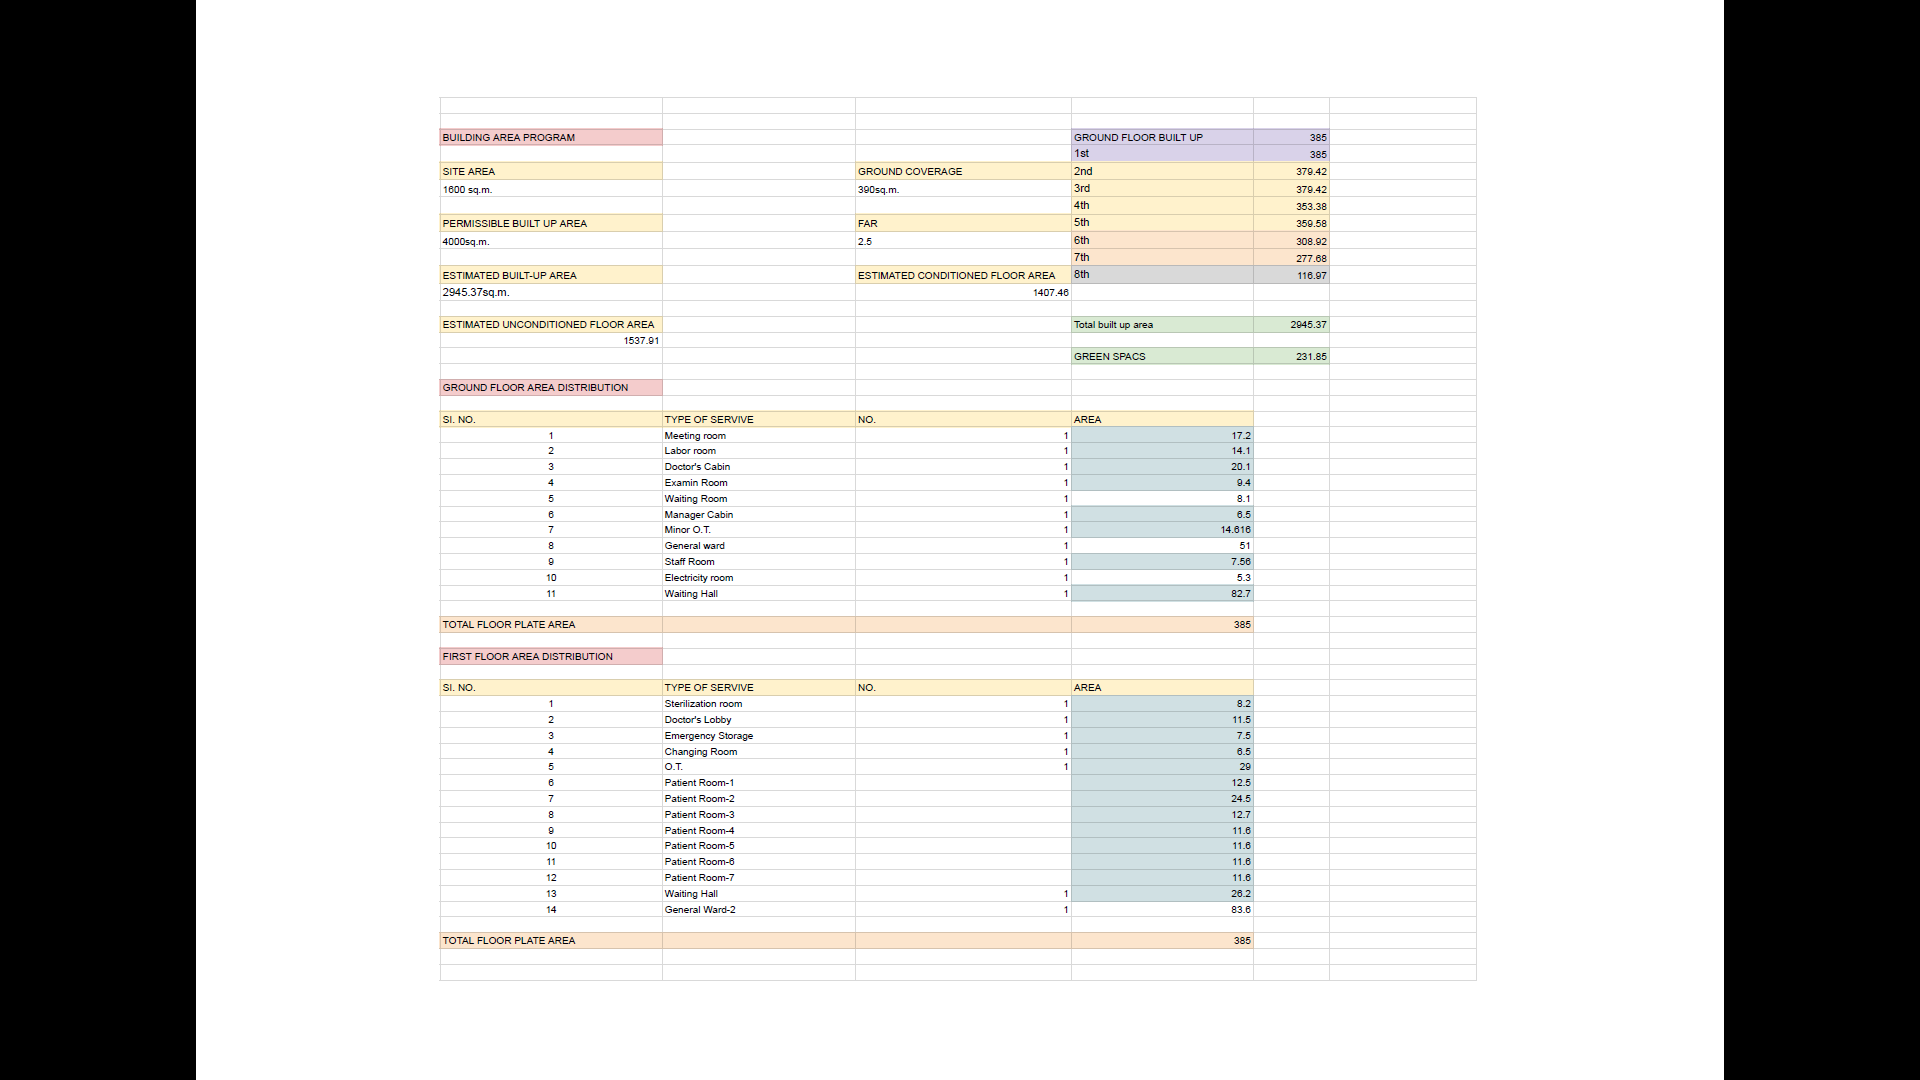 BUILDING AREA PROGRAM GROUND FLOOR BUILT UP 385
1st 385
SITE AREA GROUND COVERAGE 2nd 379.42
1600 sq.m. 390sq.m. 3rd 379.42
4th 353.38
PERMISSIBLE BUILT UP AREA FAR 5th 359.58
4000sq.m. 2.5 6th 308.92
7th 277.68
ESTIMATED BUILT-UP AREA ESTIMATED CONDITIONED FLOOR AREA 8th 116.97
2945.37sq.m. 1407.46
ESTIMATED UNCONDITIONED FLOOR AREA Total built up area 2945.37
1537.91
GREEN SPACS 231.85
GROUND FLOOR AREA DISTRIBUTION
SI. NO. TYPE OF SERVIVE NO. AREA
1 Meeting room 1 17.2
2 Labor room 1 14.1
3 Doctor's Cabin 1 20.1
4 Examin Room 1 9.4
5 Waiting Room 1 8.1
6 Manager Cabin 1 6.5
7 Minor O.T. 1 14.616
8 General ward 1 51
9 Staff Room 1 7.56
10 Electricity room 1 5.3
11 Waiting Hall 1 82.7
TOTAL FLOOR PLATE AREA 385
FIRST FLOOR AREA DISTRIBUTION
SI. NO. TYPE OF SERVIVE NO. AREA
1 Sterilization room 1 8.2
2 Doctor's Lobby 1 11.5
3 Emergency Storage 1 7.5
4 Changing Room 1 6.5
5 O.T. 1 29
6 Patient Room-1 12.5
7 Patient Room-2 24.5
8 Patient Room-3 12.7
9 Patient Room-4 11.6
10 Patient Room-5 11.6
11 Patient Room-6 11.6
12 Patient Room-7 11.6
13 Waiting Hall 1 26.2
14 General Ward-2 1 83.6
TOTAL FLOOR PLATE AREA 385